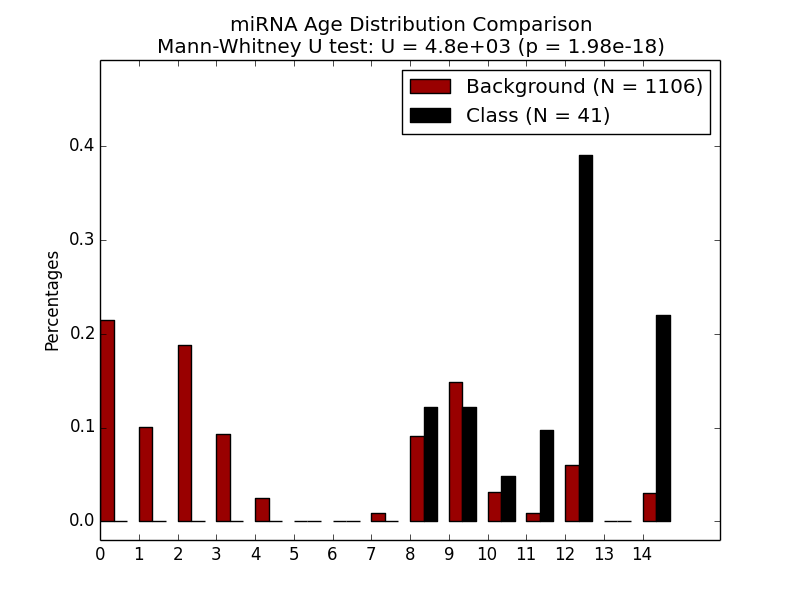 miRNA Age Distribution Comparison
Mann-Whitney U test: U = 4.8e+03 (p = 1.98e-18)
Background (N = 1106)
Class (N = 41)
Percentages
0.4
0.3
0.2
0.1
0.0
0 1 2 3 4 5 6 7 8 9 10 11 12 13 14